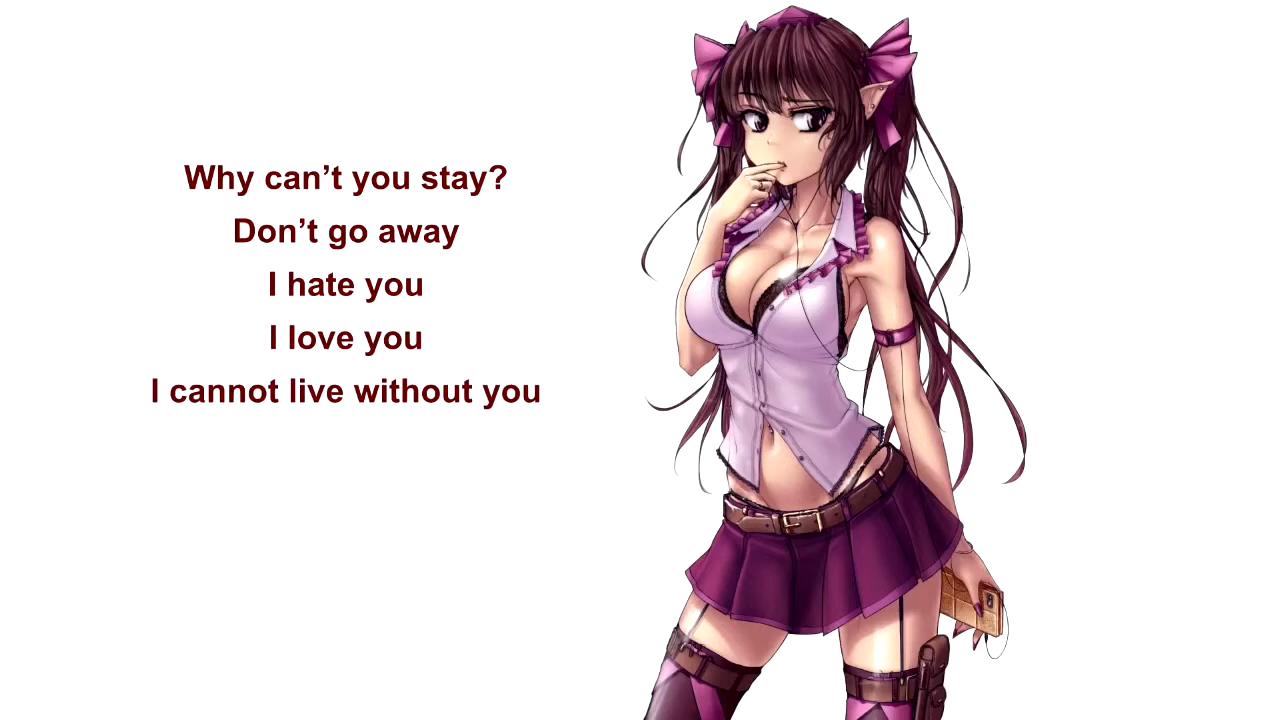 Why can’t you stay?
Don’t go away
I hate you
I love you
I cannot live without you